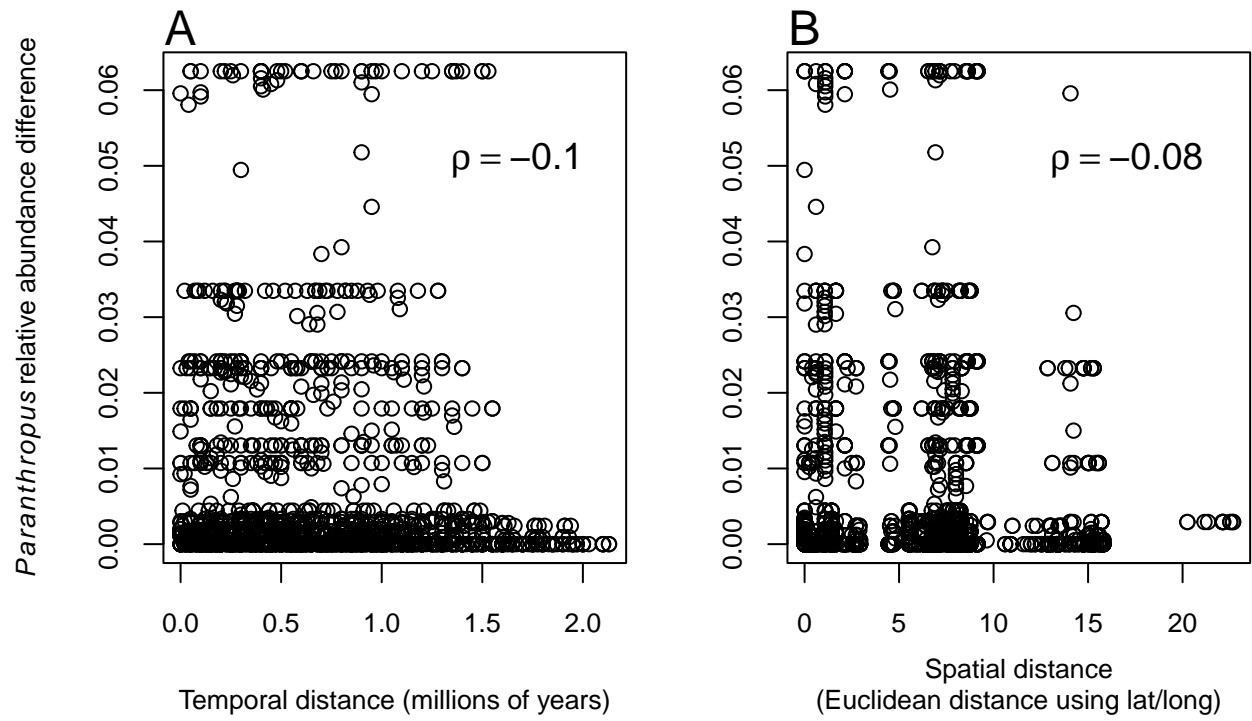 A
B
Paranthropus relative abundance difference
0.06
0.05
0.04
0.03
0.02
0.01
0.00
ρ = −0.1
0.0 0.5 1.0 1.5 2.0
Temporal distance (millions of years)
0.06
0.05
0.04
0.03
0.02
0.01
0.00
ρ = −0.08
0 5 10 15 20
Spatial distance
(Euclidean distance using lat/long)